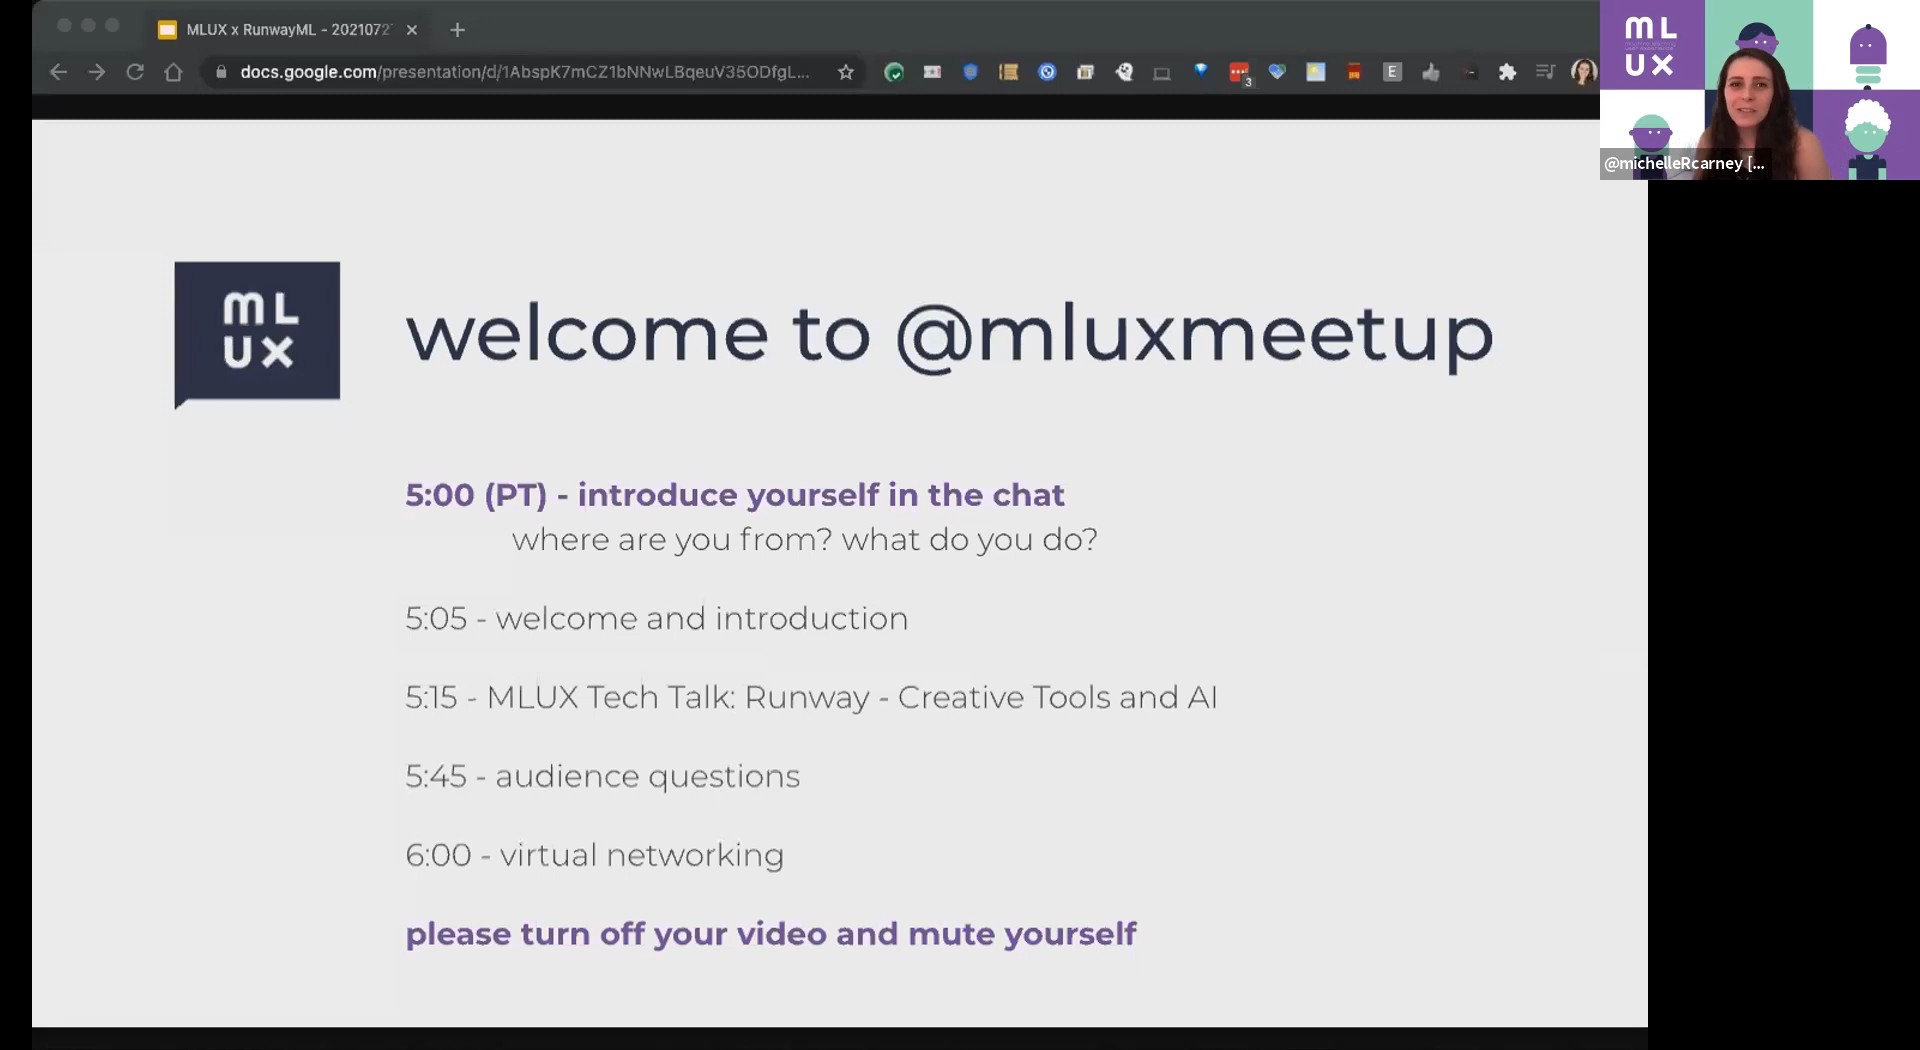 MLUX x RunwayML - 2021072
docs.google.com/presentation/d/1AbspK7mCZ1bNNwLBqeuV35ODfgL...
3
E
ML
UX
@michelleRcarney [...
ML
UX
welcome to @mluxmeetup
5:00 (PT) - introduce yourself in the chat
where are you from? what do you do?
5:05 - welcome and introduction
5:15 - MLUX Tech Talk: Runway - Creative Tools and AI
5:45 - audience questions
6:00 - virtual networking
please turn off your video and mute yourself